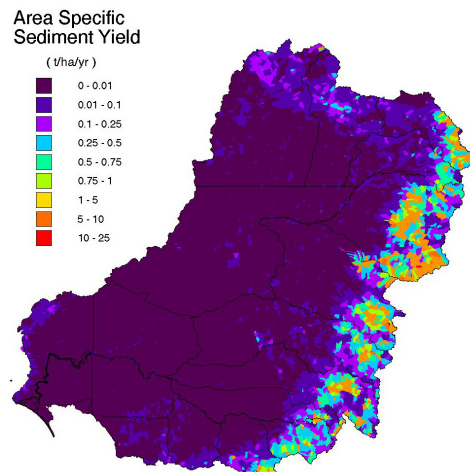 Area Specific
Sediment Yield
( t/ha/yr )
0 - 0.01
0.01 - 0.1
0.1 - 0.25
0.25 - 0.5
0.5 - 0.75
0.75 - 1
1 - 5
5 - 10
10 - 25